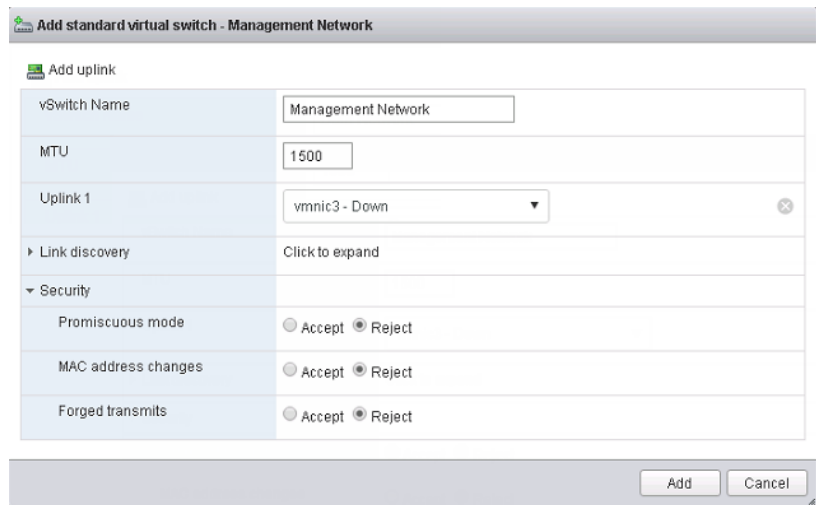 Add standard virtual switch - Management Network
Add uplink
vSwitch Name Management Network
MTU 1500
Uplink 1 vmnic3 - Down
Link discovery Click to expand
Security
Promiscuous mode Accept Reject
MAC address changes Accept Reject
Forged transmits Accept Reject
Add Cancel